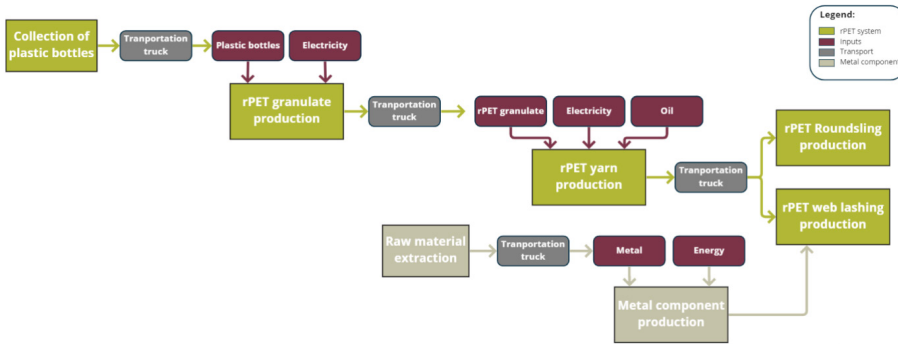 Collection of
plastic bottles
Tranportation
truck
Plastic bottles
Electricity
Legend:
rPET system
Inputs
Transport
Metal component
rPET granulate
production
Tranportation
truck
rPET granulate
Electricity
Oil
rPET yarn
production
Tranportation
truck
rPET Roundsling
production
rPET web lashing
production
Raw material
extraction
Tranportation
truck
Metal
Energy
Metal component
production